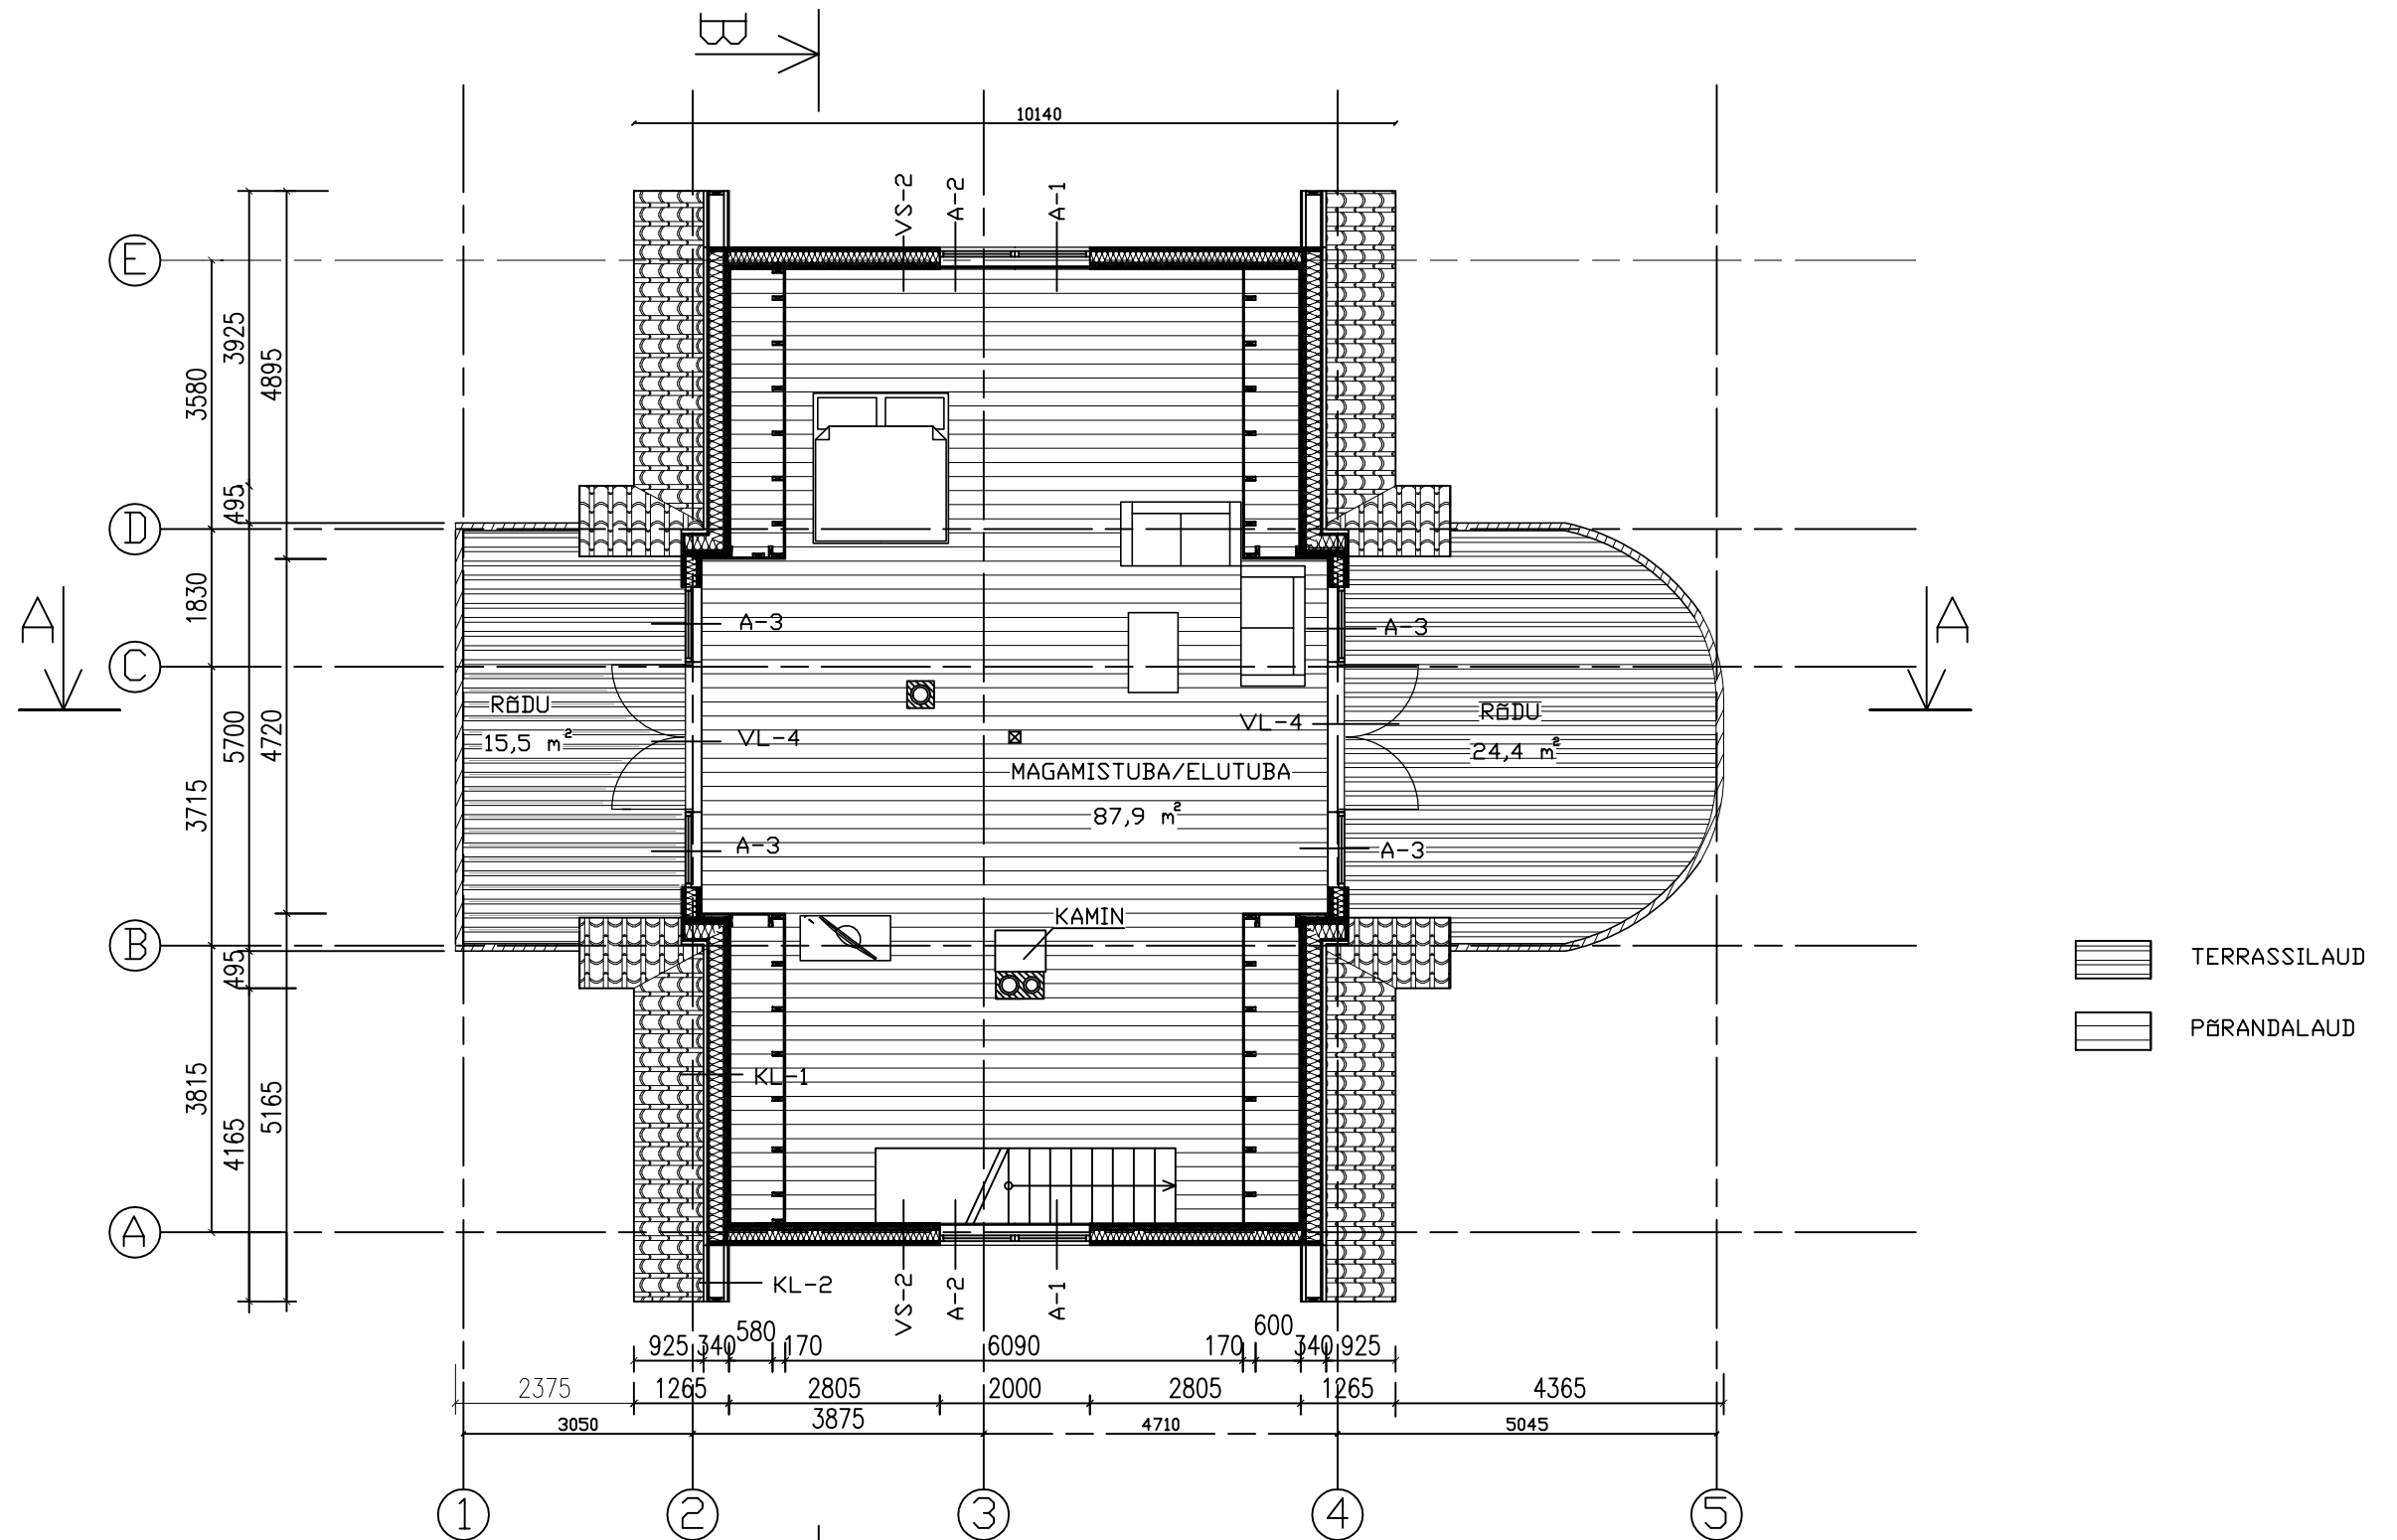 B
10140
VS-2
A-2
A-1
E
3925
4895
3580
495
D
1830
A
A
A-3
A-3
C
RÕDU
15,5 m²
VL-4
VL-4
RÕDU
24,4 m²
5700
4720
3715
MAGAMISTUBA/ELUTUBA
87,9 m²
A-3
A-3
KAMIN
B
495
TERRASSILAUD
PÕRANDALAUD
3815
4165
5165
KL-1
A
KL-2
VS-2
A-2
A-1
925 340 580 170 6090 170 600 340 925
2375 1265 2805 2000 2805 1265 4365
3050 3875 4710 5045
1 2 3 4 5